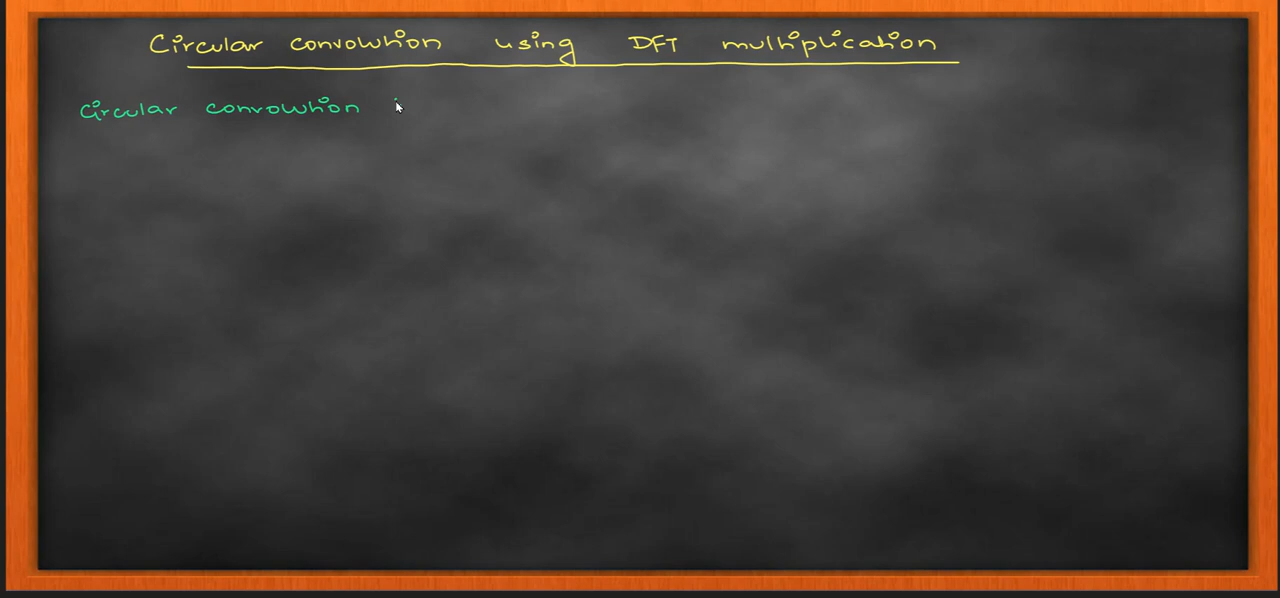 Circular convolution using DFT multiplication
Circular convolution